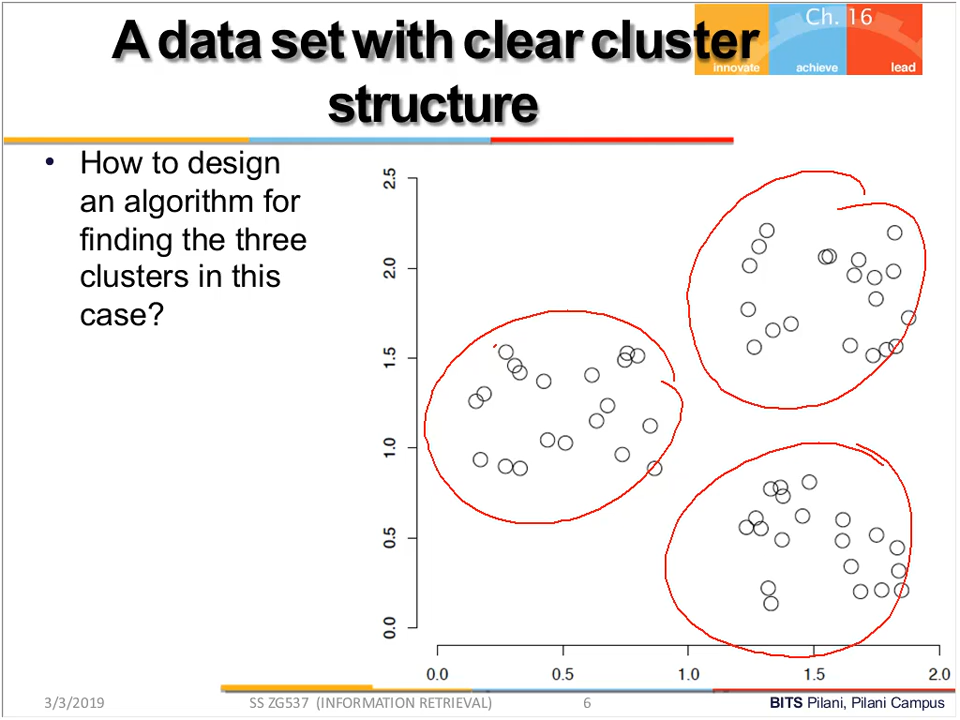 A data set with clear cluster
structure
Ch. 16
innovate achieve lead
• How to design
an algorithm for
finding the three
clusters in this
case?
2.5
2.0
1.5
1.0
0.5
0.0
0.0 0.5 1.0 1.5 2.0
3/3/2019 SS ZG537 (INFORMATION RETRIEVAL) 6 BITS Pilani, Pilani Campus